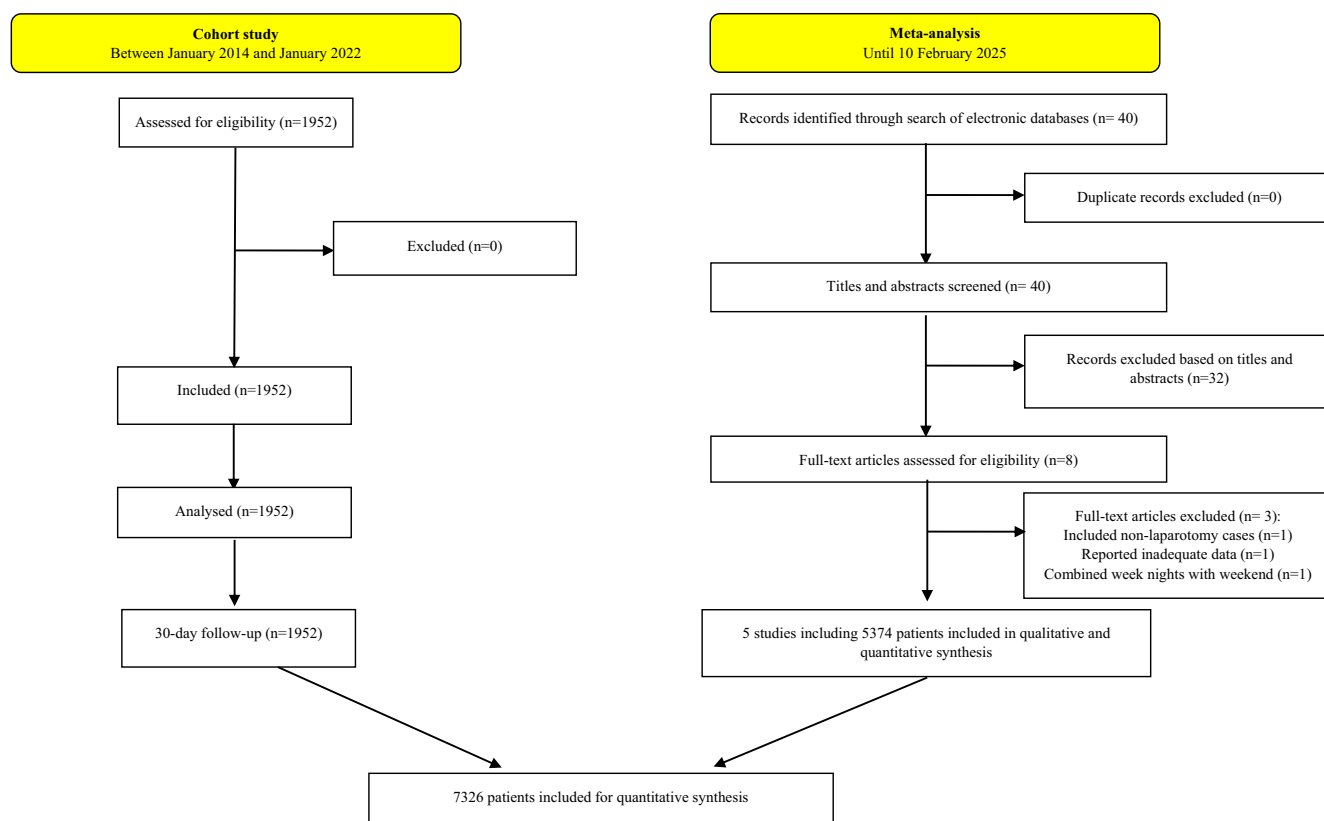 Cohort study
Between January 2014 and January 2022
Assessed for eligibility (n=1952)
Excluded (n=0)
Included (n=1952)
Analysed (n=1952)
30-day follow-up (n=1952)
Meta-analysis
Until 10 February 2025
Records identified through search of electronic databases (n= 40)
Duplicate records excluded (n=0)
Titles and abstracts screened (n= 40)
Records excluded based on titles and
abstracts (n=32)
Full-text articles assessed for eligibility (n=8)
Full-text articles excluded (n= 3):
Included non-laparotomy cases (n=1)
Reported inadequate data (n=1)
Combined week nights with weekend (n=1)
5 studies including 5374 patients included in qualitative and
quantitative synthesis
7326 patients included for quantitative synthesis